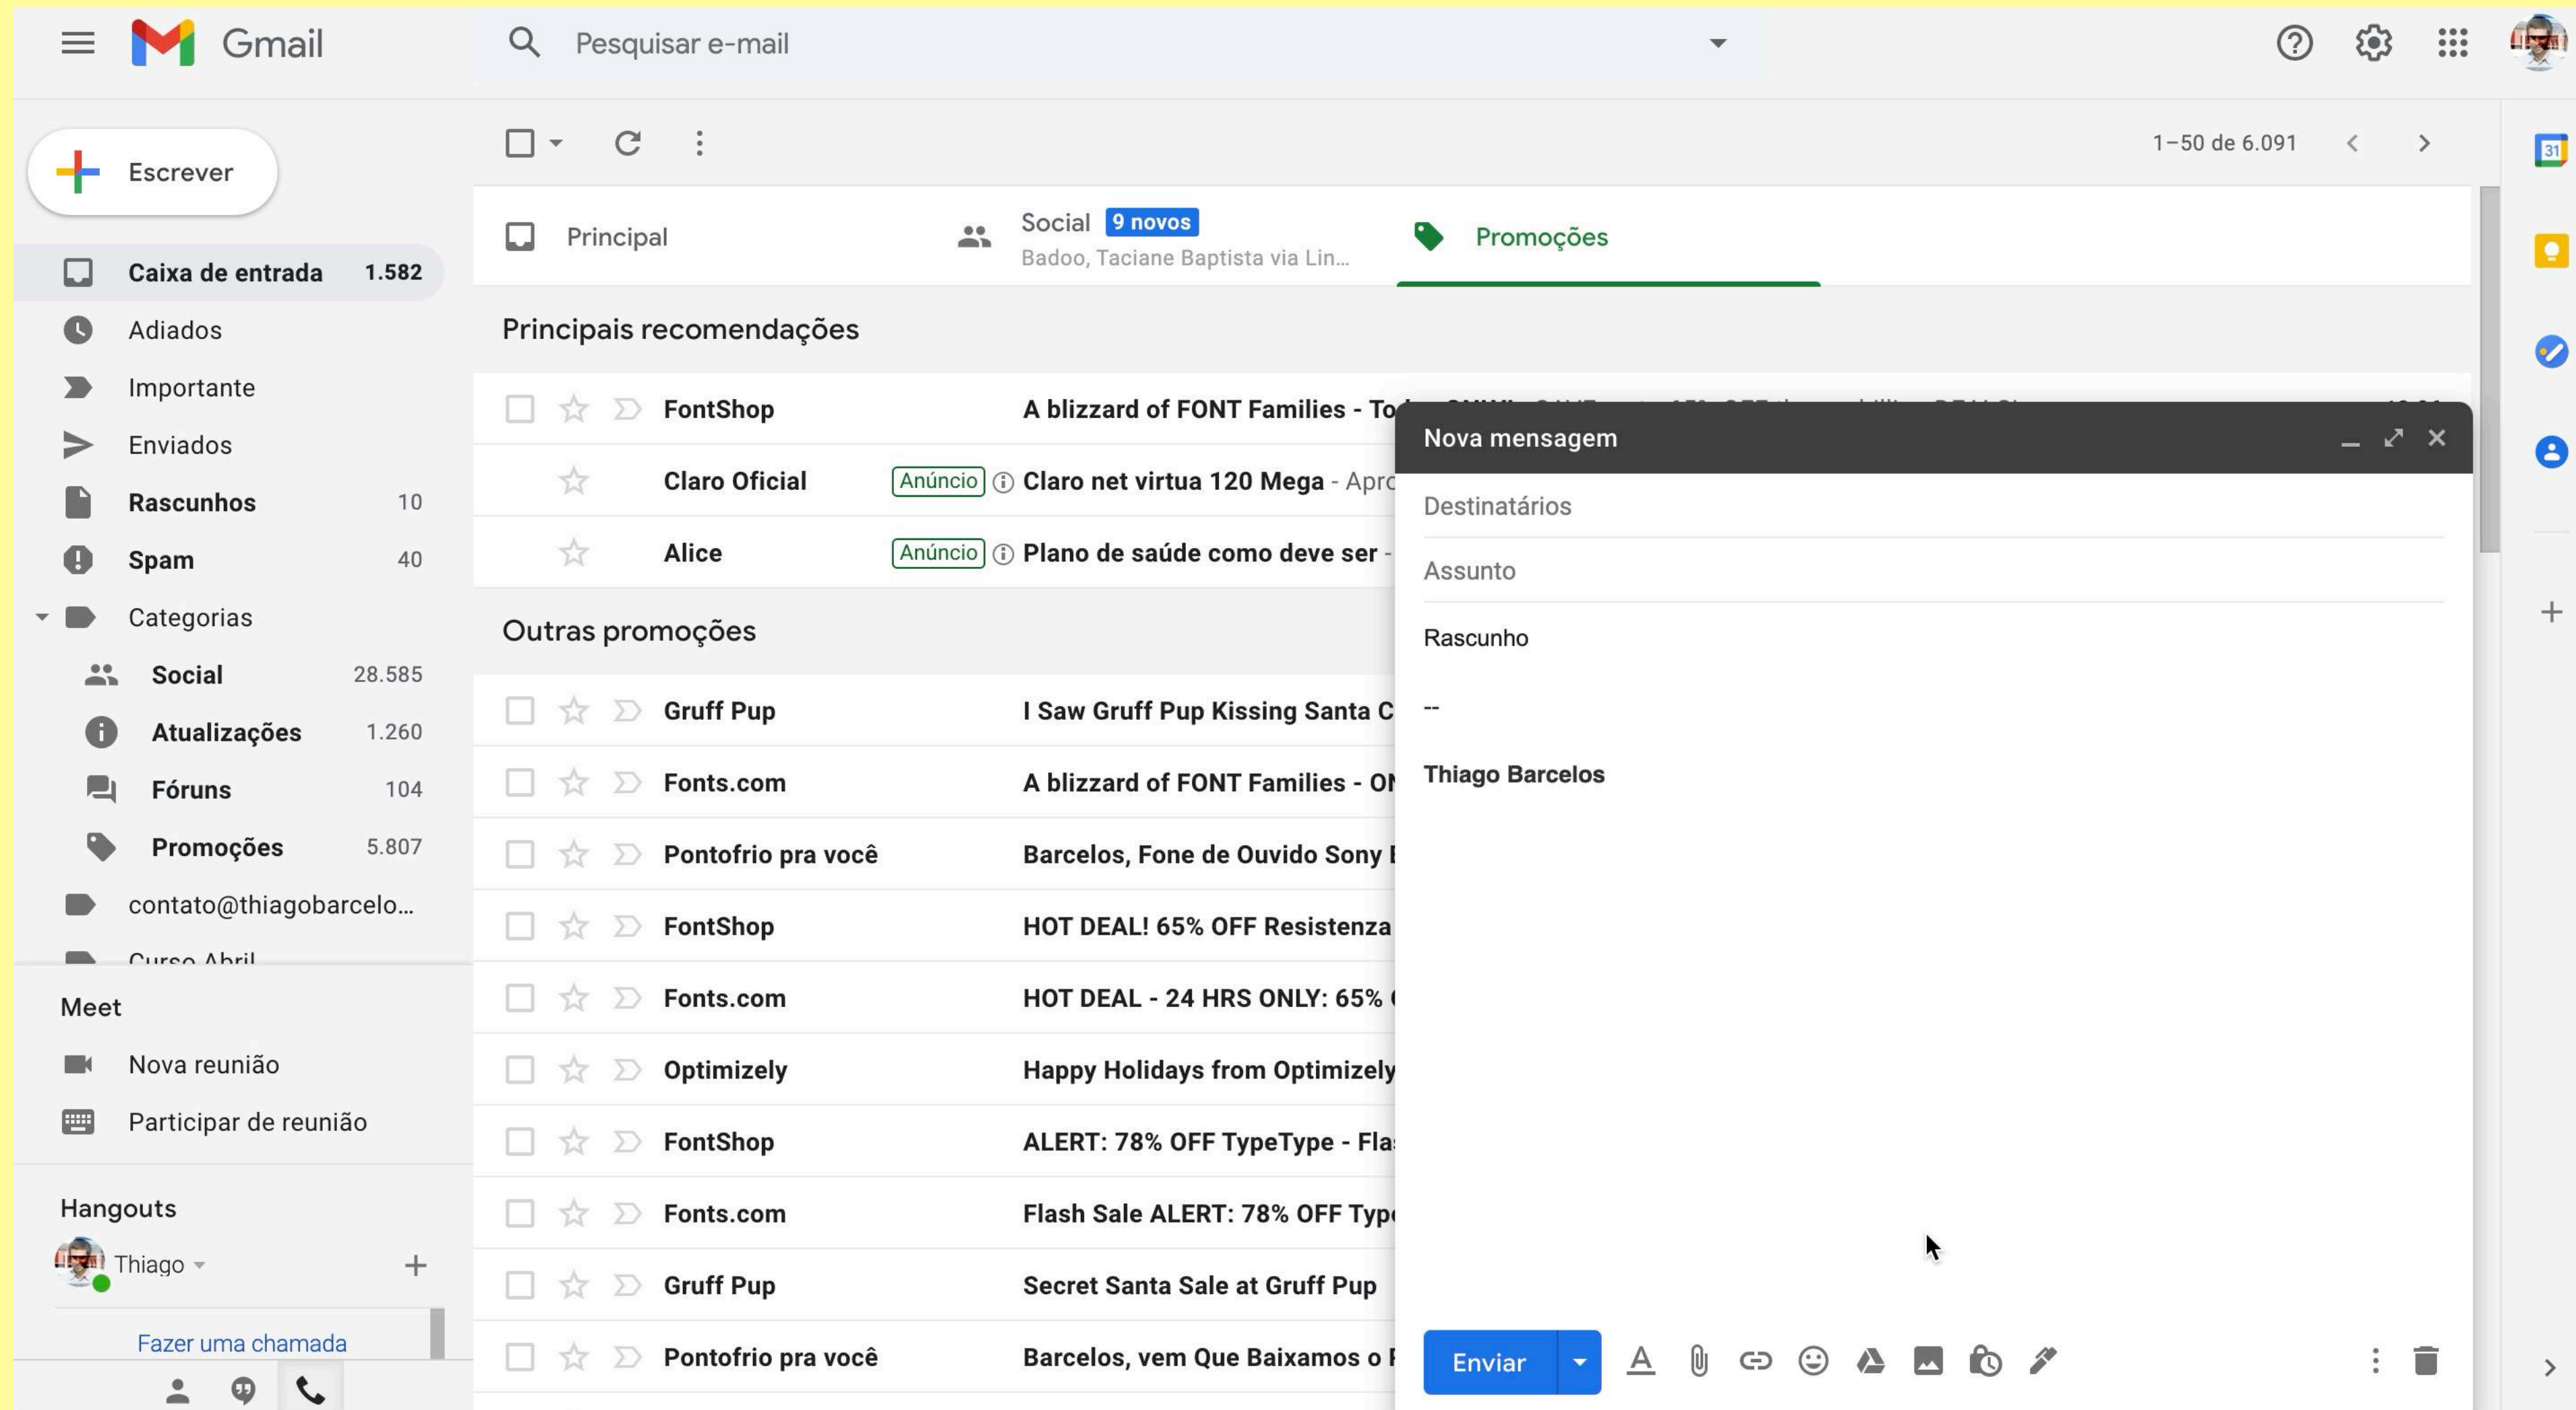 Gmail
Pesquisar e-mail
Escrever
1–50 de 6.091
31
Caixa de entrada 1.582
Adiados
Importante
Enviados
Rascunhos 10
Spam 40
Categorias
Social 28.585
Atualizações 1.260
Fóruns 104
Promoções 5.807
contato@thiagobarcelo...
Curso Abril
Meet
Nova reunião
Participar de reunião
Hangouts
Thiago
Fazer uma chamada
Principal
Social 9 novos
Badoo, Taciane Baptista via Lin...
Promoções
Principais recomendações
FontShop A blizzard of FONT Families - To
Claro Oficial Anúncio Claro net virtua 120 Mega - Apro
Alice Anúncio Plano de saúde como deve ser -
Outras promoções
Gruff Pup I Saw Gruff Pup Kissing Santa C
Fonts.com A blizzard of FONT Families - ON
Pontofrio pra você Barcelos, Fone de Ouvido Sony
FontShop HOT DEAL! 65% OFF Resistenza
Fonts.com HOT DEAL - 24 HRS ONLY: 65%
Optimizely Happy Holidays from Optimizely
FontShop ALERT: 78% OFF TypeType - Fla
Fonts.com Flash Sale ALERT: 78% OFF Typ
Gruff Pup Secret Santa Sale at Gruff Pup
Pontofrio pra você Barcelos, vem Que Baixamos o
Nova mensagem
Destinatários
Assunto
Rascunho
--
Thiago Barcelos
Enviar